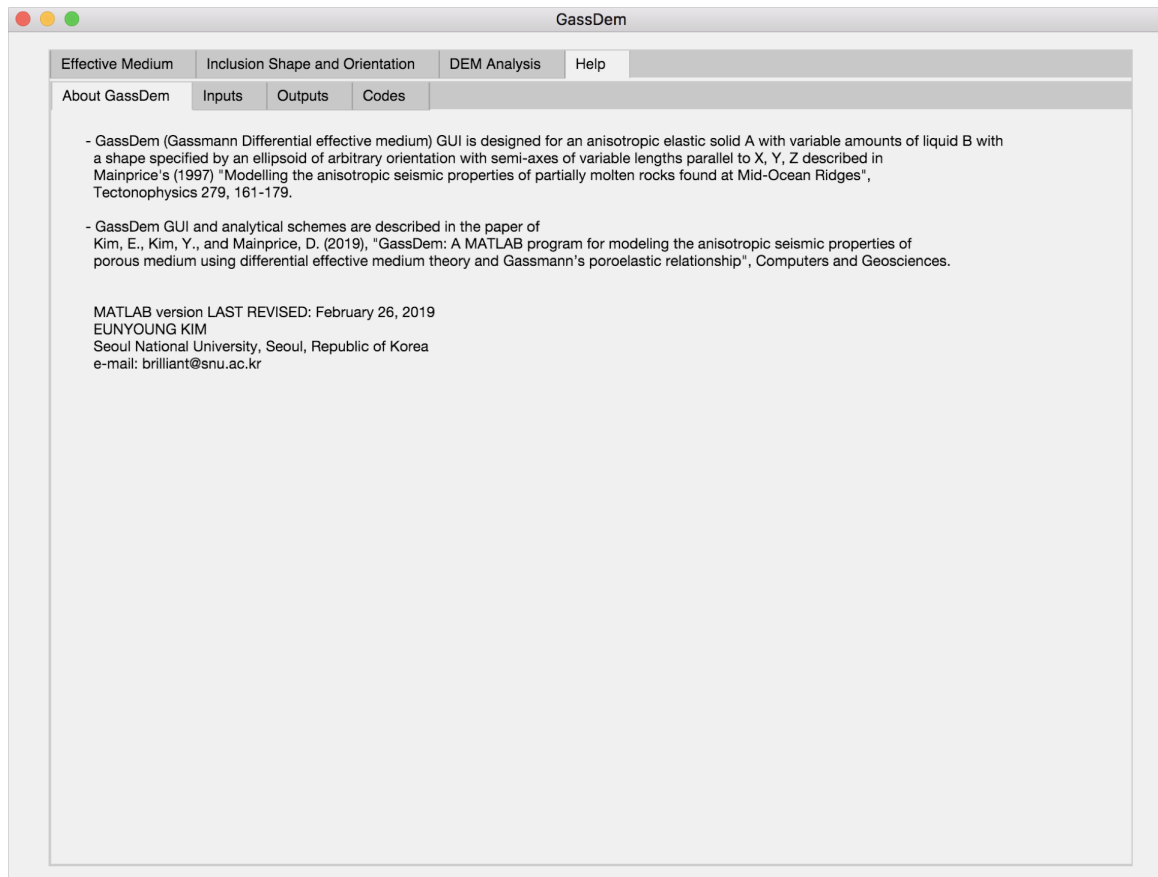 GassDem
Effective Medium
Inclusion Shape and Orientation
DEM Analysis
Help
About GassDem
Inputs
Outputs
Codes
- GassDem (Gassmann Differential effective medium) GUI is designed for an anisotropic elastic solid A with variable amounts of liquid B with
a shape specified by an ellipsoid of arbitrary orientation with semi-axes of variable lengths parallel to X, Y, Z described in
Mainprice's (1997) "Modelling the anisotropic seismic properties of partially molten rocks found at Mid-Ocean Ridges",
Tectonophysics 279, 161-179.
- GassDem GUI and analytical schemes are described in the paper of
Kim, E., Kim, Y., and Mainprice, D. (2019), "GassDem: A MATLAB program for modeling the anisotropic seismic properties of
porous medium using differential effective medium theory and Gassmann's poroelastic relationship", Computers and Geosciences.
MATLAB version LAST REVISED: February 26, 2019
EUNYOUNG KIM
Seoul National University, Seoul, Republic of Korea
e-mail: brilliant@snu.ac.kr